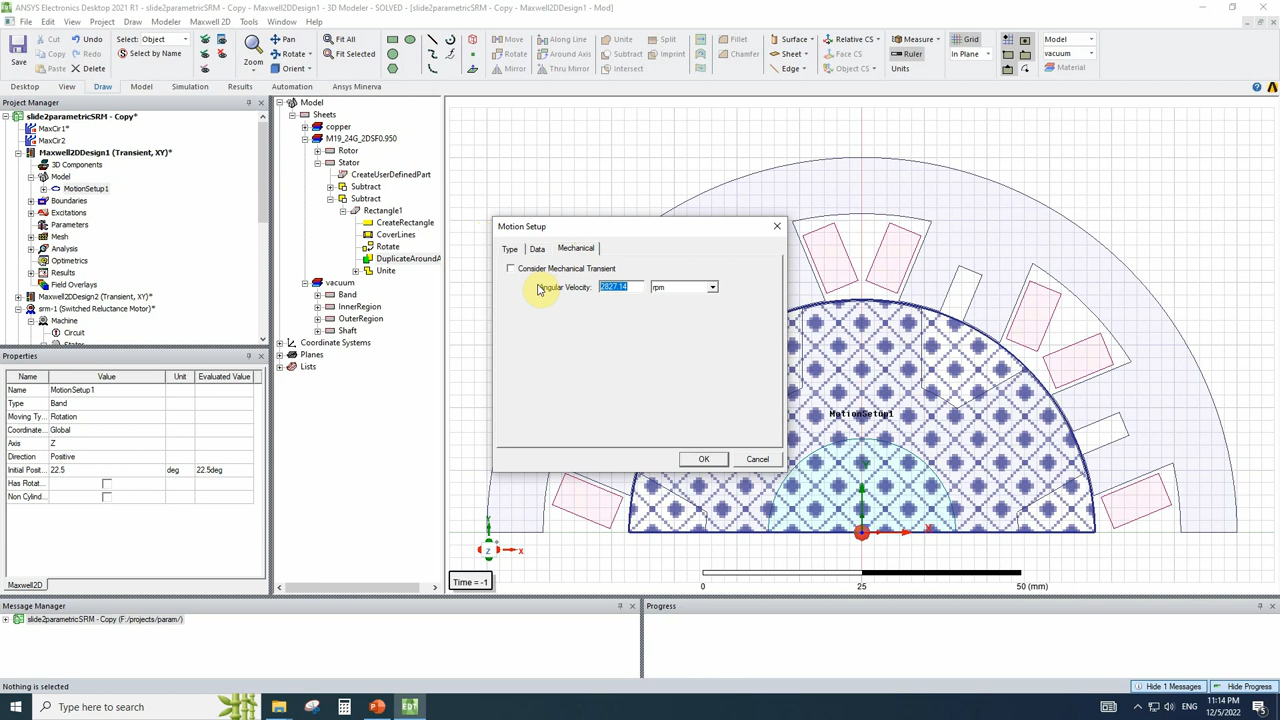 ANSYS Electronics Desktop 2021 R1 - slide2parametricSRM - Copy - Maxwell2DDesign1 - 3D Modeler - SOLVED - [slide2parametricSRM - Copy - Maxwell2DDesign1 - Modeler]
File Edit View Project Draw Modeler Maxwell 2D Tools Window Help
Save
Cut Undo
Copy Redo
Paste Delete
Select: Object
Select by Name
Zoom
Pan Fit All
Rotate Fit Selected
Orient
Move Along Line
Rotate Around Axis
Mirror Thru Mirror
Unite Split
Subtract Imprint
Intersect
Fillet
Chamfer
Surface
Sheet
Edge
Relative CS
Face CS
Object CS
Measure
Ruler
Units
Grid
In Plane
Model
vacuum
Material
Desktop View Draw Model Simulation Results Automation Ansys Minerva
Project Manager
slide2parametricSRM - Copy*
MaxCir1*
MaxCir2
Maxwell2DDesign1 (Transient, XY)*
3D Components
Model
MotionSetup1
Boundaries
Excitations
Parameters
Mesh
Analysis
Optimetrics
Results
Field Overlays
Maxwell2DDesign2 (Transient, XY)*
srm-1 (Switched Reluctance Motor)*
Machine
Circuit
Model
Sheets
copper
M19_24G_2DSF0.950
Rotor
Stator
CreateUserDefinedPart
Subtract
Subtract
Rectangle1
CreateRectangle
CoverLines
Rotate
DuplicateAroundA
Unite
vacuum
Band
InnerRegion
OuterRegion
Shaft
Coordinate Systems
Planes
Lists
Properties
Name Value Unit Evaluated Value
Name MotionSetup1
Type Band
Moving Ty... Rotation
Coordinate... Global
Axis Z
Direction Positive
Initial Posit... 22.5 deg 22.5deg
Has Rotat...
Non Cylind...
Maxwell2D
Motion Setup
Type Data Mechanical
Consider Mechanical Transient
Angular Velocity: 2827.14 rpm
OK Cancel
MotionSetup1
X
Y
Z X
Time = -1
0 25 50 (mm)
Message Manager
slide2parametricSRM - Copy (F:/projects/param/)
Progress
Nothing is selected
Hide 1 Messages Hide Progress
Type here to search
ENG
11:14 PM
12/5/2022
5